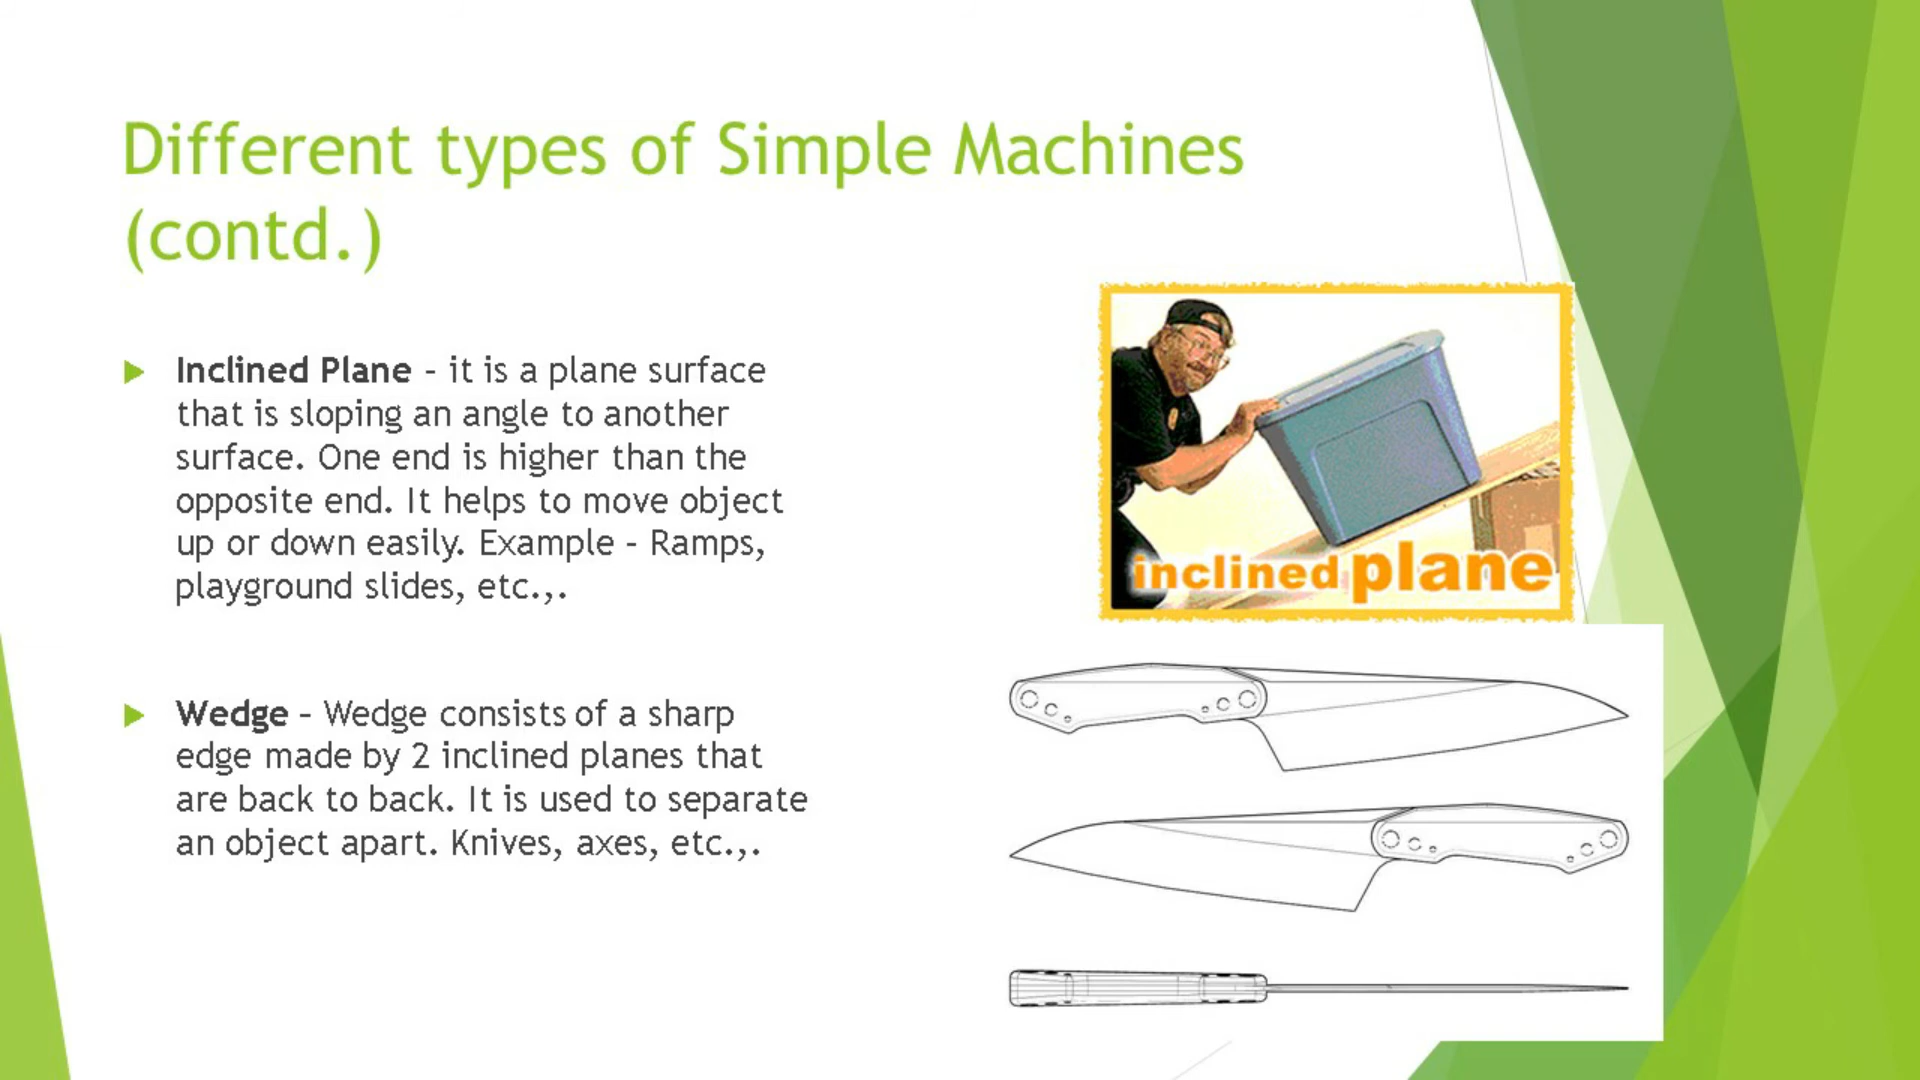 Different types of Simple Machines
(contd.)
Inclined Plane – it is a plane surface
that is sloping an angle to another
surface. One end is higher than the
opposite end. It helps to move object
up or down easily. Example – Ramps,
playground slides, etc.,.
Wedge – Wedge consists of a sharp
edge made by 2 inclined planes that
are back to back. It is used to separate
an object apart. Knives, axes, etc.,.
inclined plane